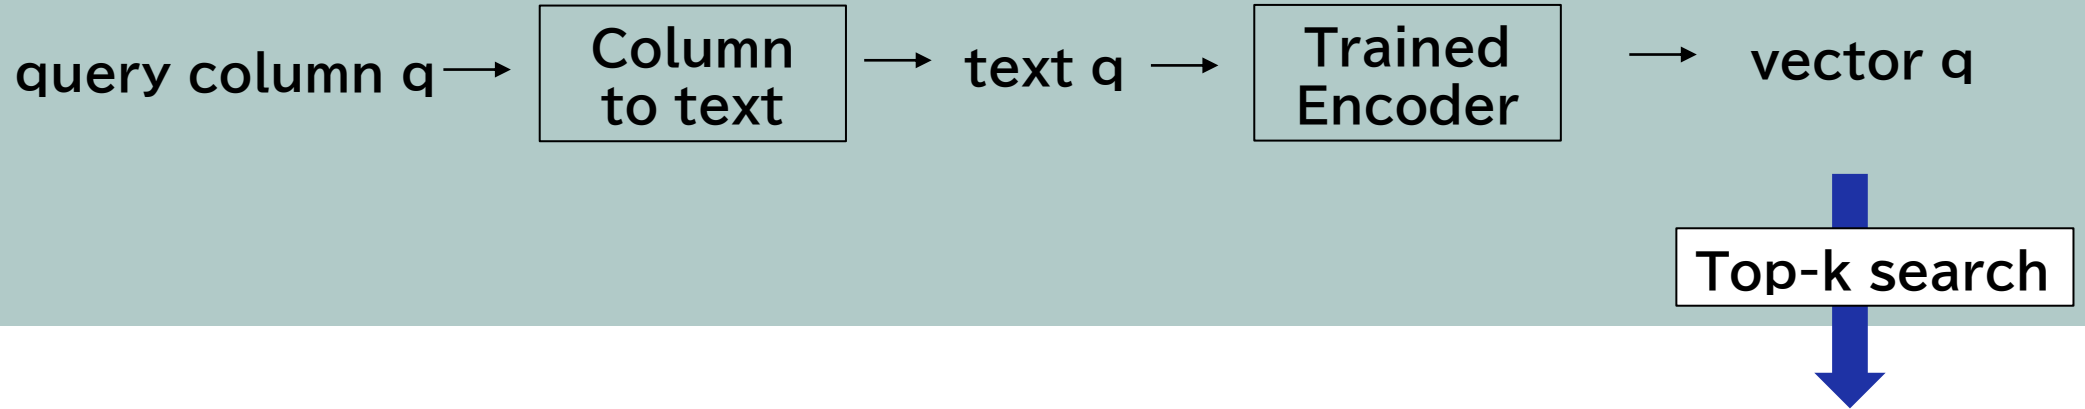 query column q
Column
to text
text q
Trained
Encoder
vector q
Top-k search